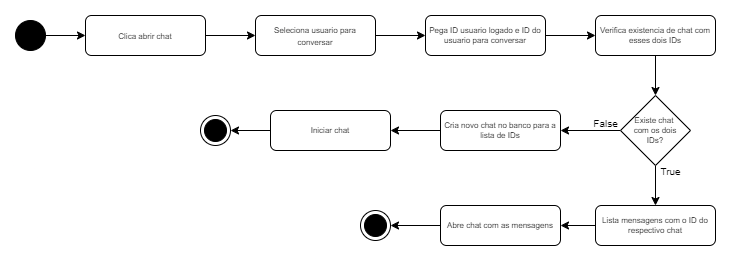 Clica abrir chat
Seleciona usuario para
conversar
Pega ID usuario logado e ID do
usuario para conversar
Verifica existencia de chat com
esses dois IDs
Existe chat
com os dois
IDs?
False
Cria novo chat no banco para a
lista de IDs
Iniciar chat
True
Lista mensagens com o ID do
respectivo chat
Abre chat com as mensagens